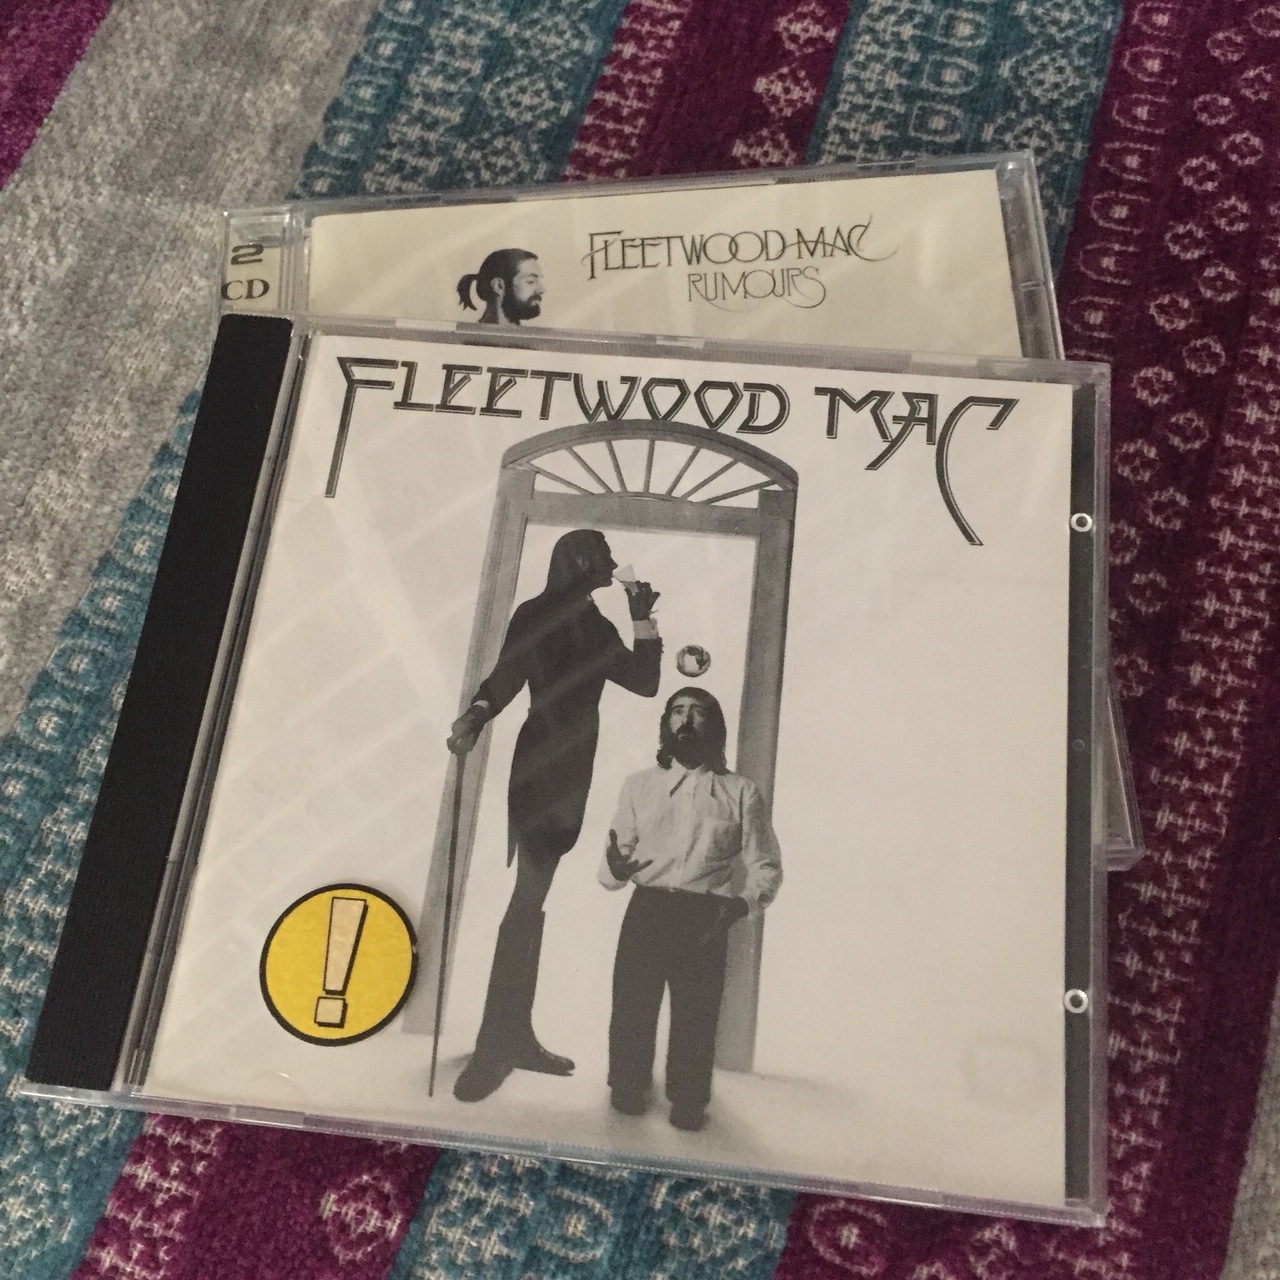 2
CD
FLEETWOOD MAC
RUMOURS
FLEETWOOD MAC
!